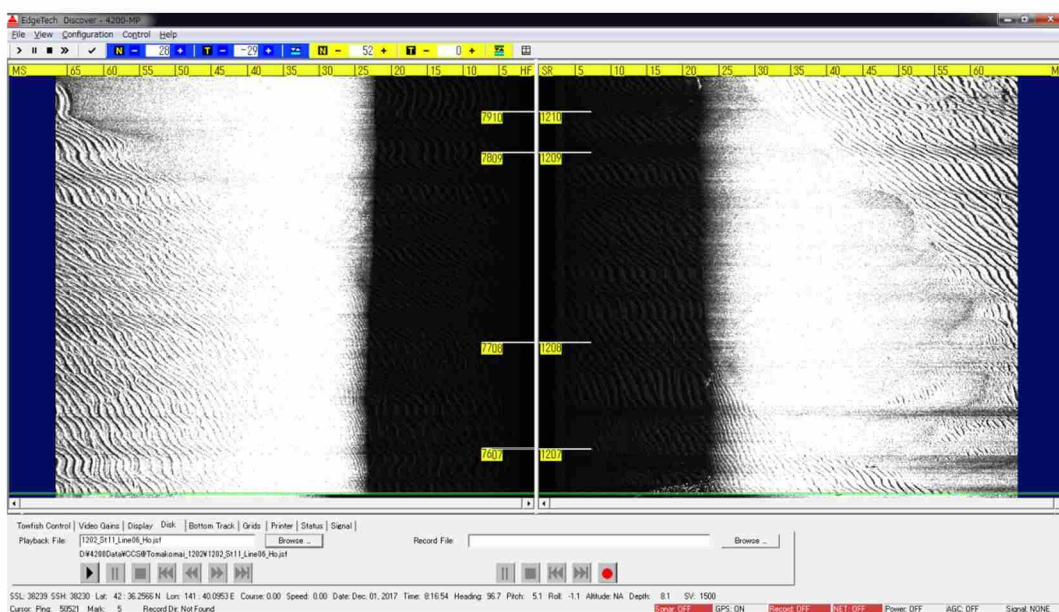 EdgeTech Discover - 4200-MP
File View Configuration Control Help
N - 28 + T - -29 + N - 52 + T - 0 +
MS 65 60 55 50 45 40 35 30 25 20 15 10 5 HF SR 5 10 15 20 25 30 35 40 45 50 55 60 M
7910 1210
7809 1209
7708 1208
7607 1207
Towfish Control | Video Gains | Display Disk | Bottom Track | Grids | Printer | Status | Signal |
Playback File: 1202_St11_Line06_Ho.jsf Browse ... Record File: Browse ...
D:¥4200Data¥CCS@Tomakomai_1202¥1202_St11_Line06_Ho.jsf
SSL: 38239 SSH: 38230 Lat: 42 : 36.2566 N Lon: 141 : 40.0953 E Course: 0.00 Speed: 0.00 Date: Dec. 01, 2017 Time: 8:16:54 Heading: 96.7 Pitch: 5.1 Roll: -1.1 Altitude: NA Depth: 8.1 SV: 1500
Cursor: Ping: 50521 Mark: 5 Record Dir: Not Found Sonar: OFF GPS: ON Record: OFF NET: OFF Power: OFF AGC: OFF Signal: NONE